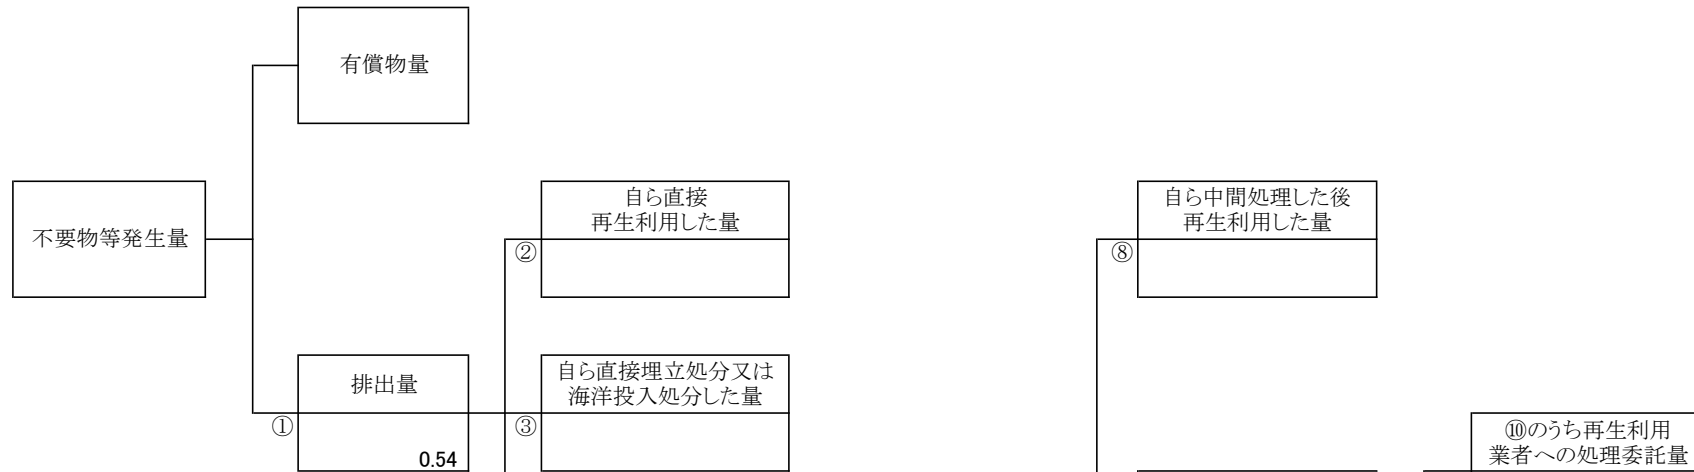 有償物量
不要物等発生量
自ら直接
再生利用した量
②
自ら中間処理した後
再生利用した量
⑧
排出量
①
0.54
自ら直接埋立処分又は
海洋投入処分した量
③
⑩のうち再生利用
業者への処理委託量